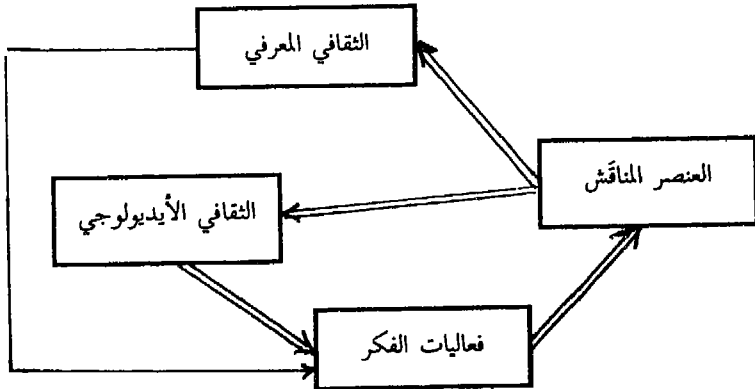 الثقافي المعرفي
العنصر المناقَش
الثقافي الأيديولوجي
فعاليات الفكر